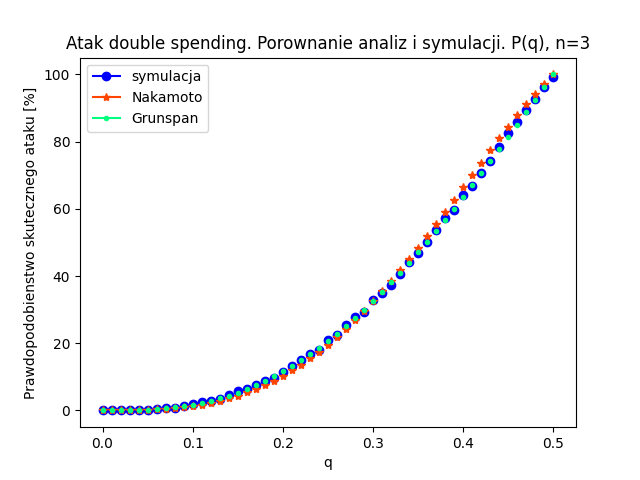 Atak double spending. Porownanie analiz i symulacji. P(q), n=3
Prawdopodobienstwo skutecznego ataku [%]
100
80
60
40
20
0
symulacja
Nakamoto
Grunspan
0.0 0.1 0.2 0.3 0.4 0.5
q